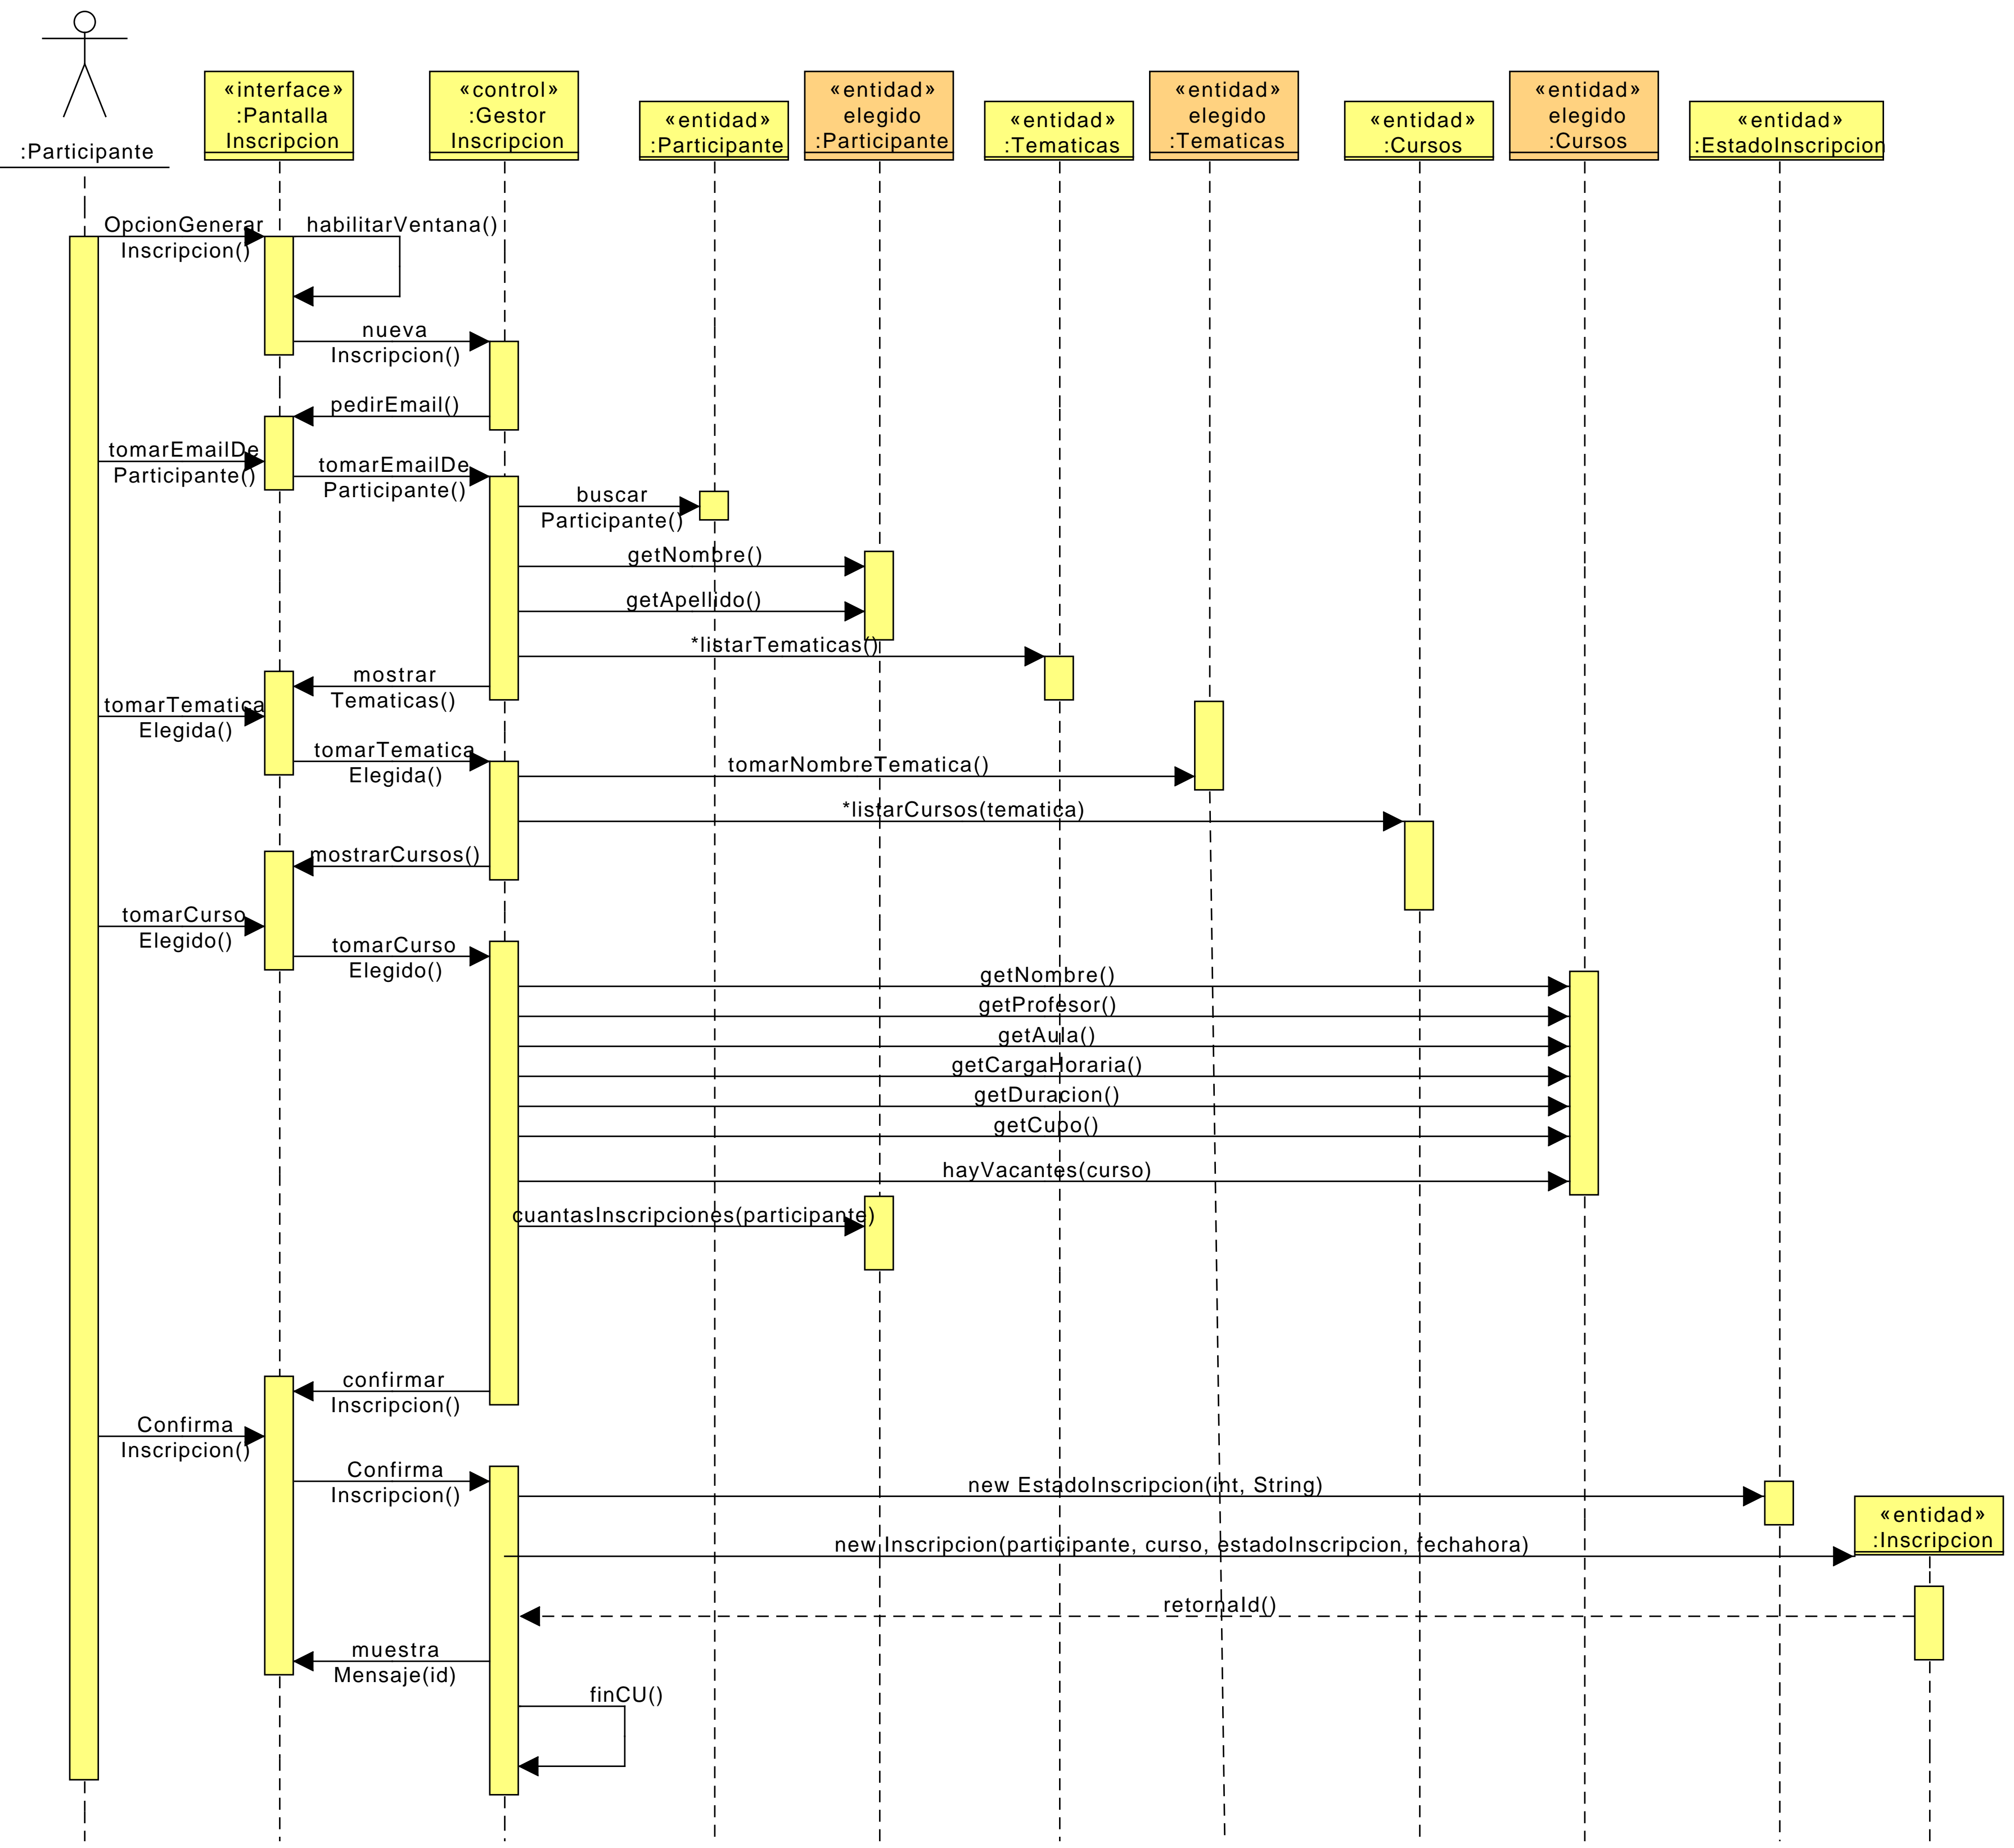 :Participante
«interface»
:Pantalla
Inscripcion
«control»
:Gestor
Inscripcion
«entidad»
:Participante
«entidad»
elegido
:Participante
«entidad»
:Tematicas
«entidad»
elegido
:Tematicas
«entidad»
:Cursos
«entidad»
elegido
:Cursos
«entidad»
:EstadoInscripcion
OpcionGenerar
Inscripcion()
habilitarVentana()
nueva
Inscripcion()
pedirEmail()
tomarEmailDe
Participante()
tomarEmailDe
Participante()
buscar
Participante()
getNombre()
getApellido()
*listarTematicas()
mostrar
Tematicas()
tomarTematica
Elegida()
tomarTematica
Elegida()
tomarNombreTematica()
*listarCursos(tematica)
mostrarCursos()
tomarCurso
Elegido()
tomarCurso
Elegido()
getNombre()
getProfesor()
getAula()
getCargaHoraria()
getDuracion()
getCupo()
hayVacantes(curso)
cuantasInscripciones(participante)
confirmar
Inscripcion()
Confirma
Inscripcion()
Confirma
Inscripcion()
new EstadoInscripcion(int, String)
«entidad»
:Inscripcion
new Inscripcion(participante, curso, estadoInscripcion, fechahora)
retornaId()
muestra
Mensaje(id)
finCU()